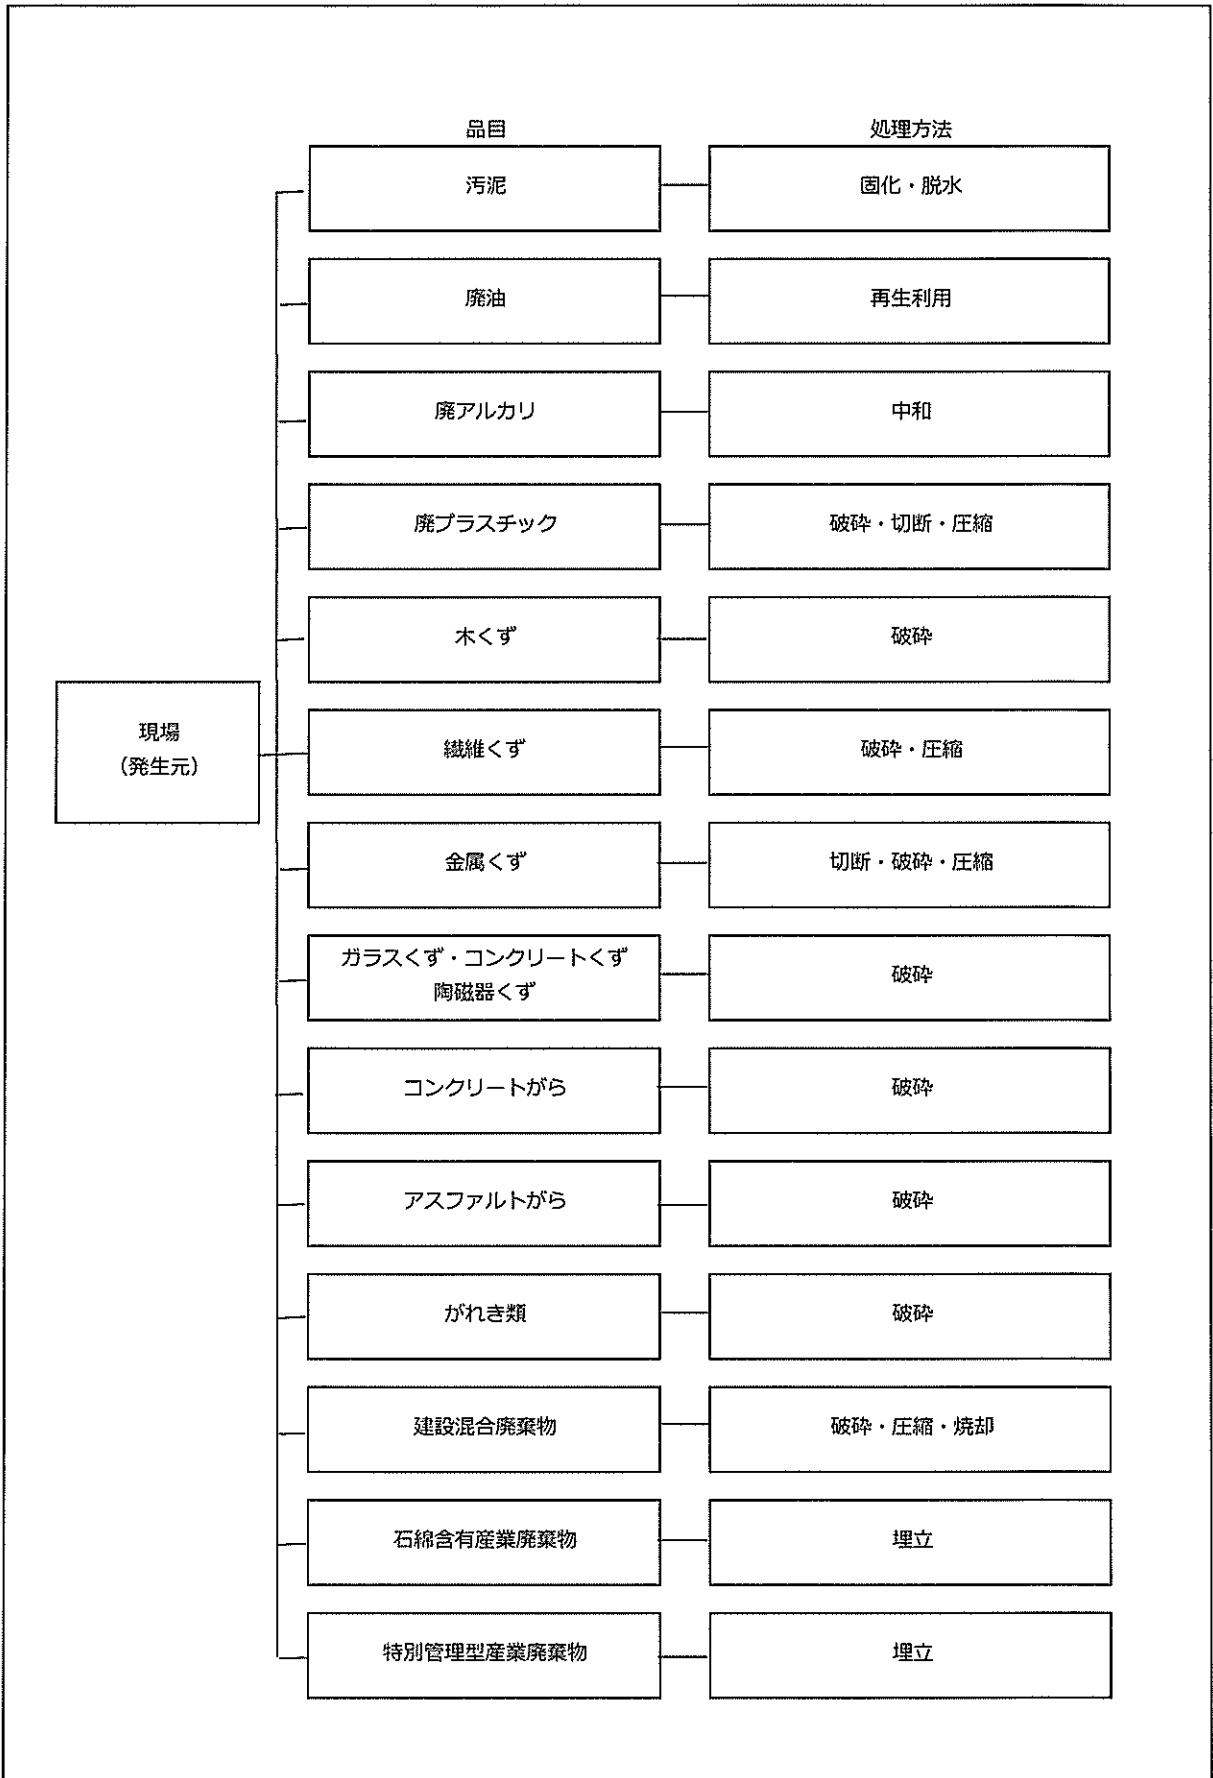 品目
処理方法
汚泥
固化・脱水
廃油
再生利用
廃アルカリ
中和
廃プラスチック
破砕・切断・圧縮
木くず
破砕
現場
（発生元）
繊維くず
破砕・圧縮
金属くず
切断・破砕・圧縮
ガラスくず・コンクリートくず
陶磁器くず
破砕
コンクリートがら
破砕
アスファルトがら
破砕
がれき類
破砕
建設混合廃棄物
破砕・圧縮・焼却
石綿含有産業廃棄物
埋立
特別管理型産業廃棄物
埋立